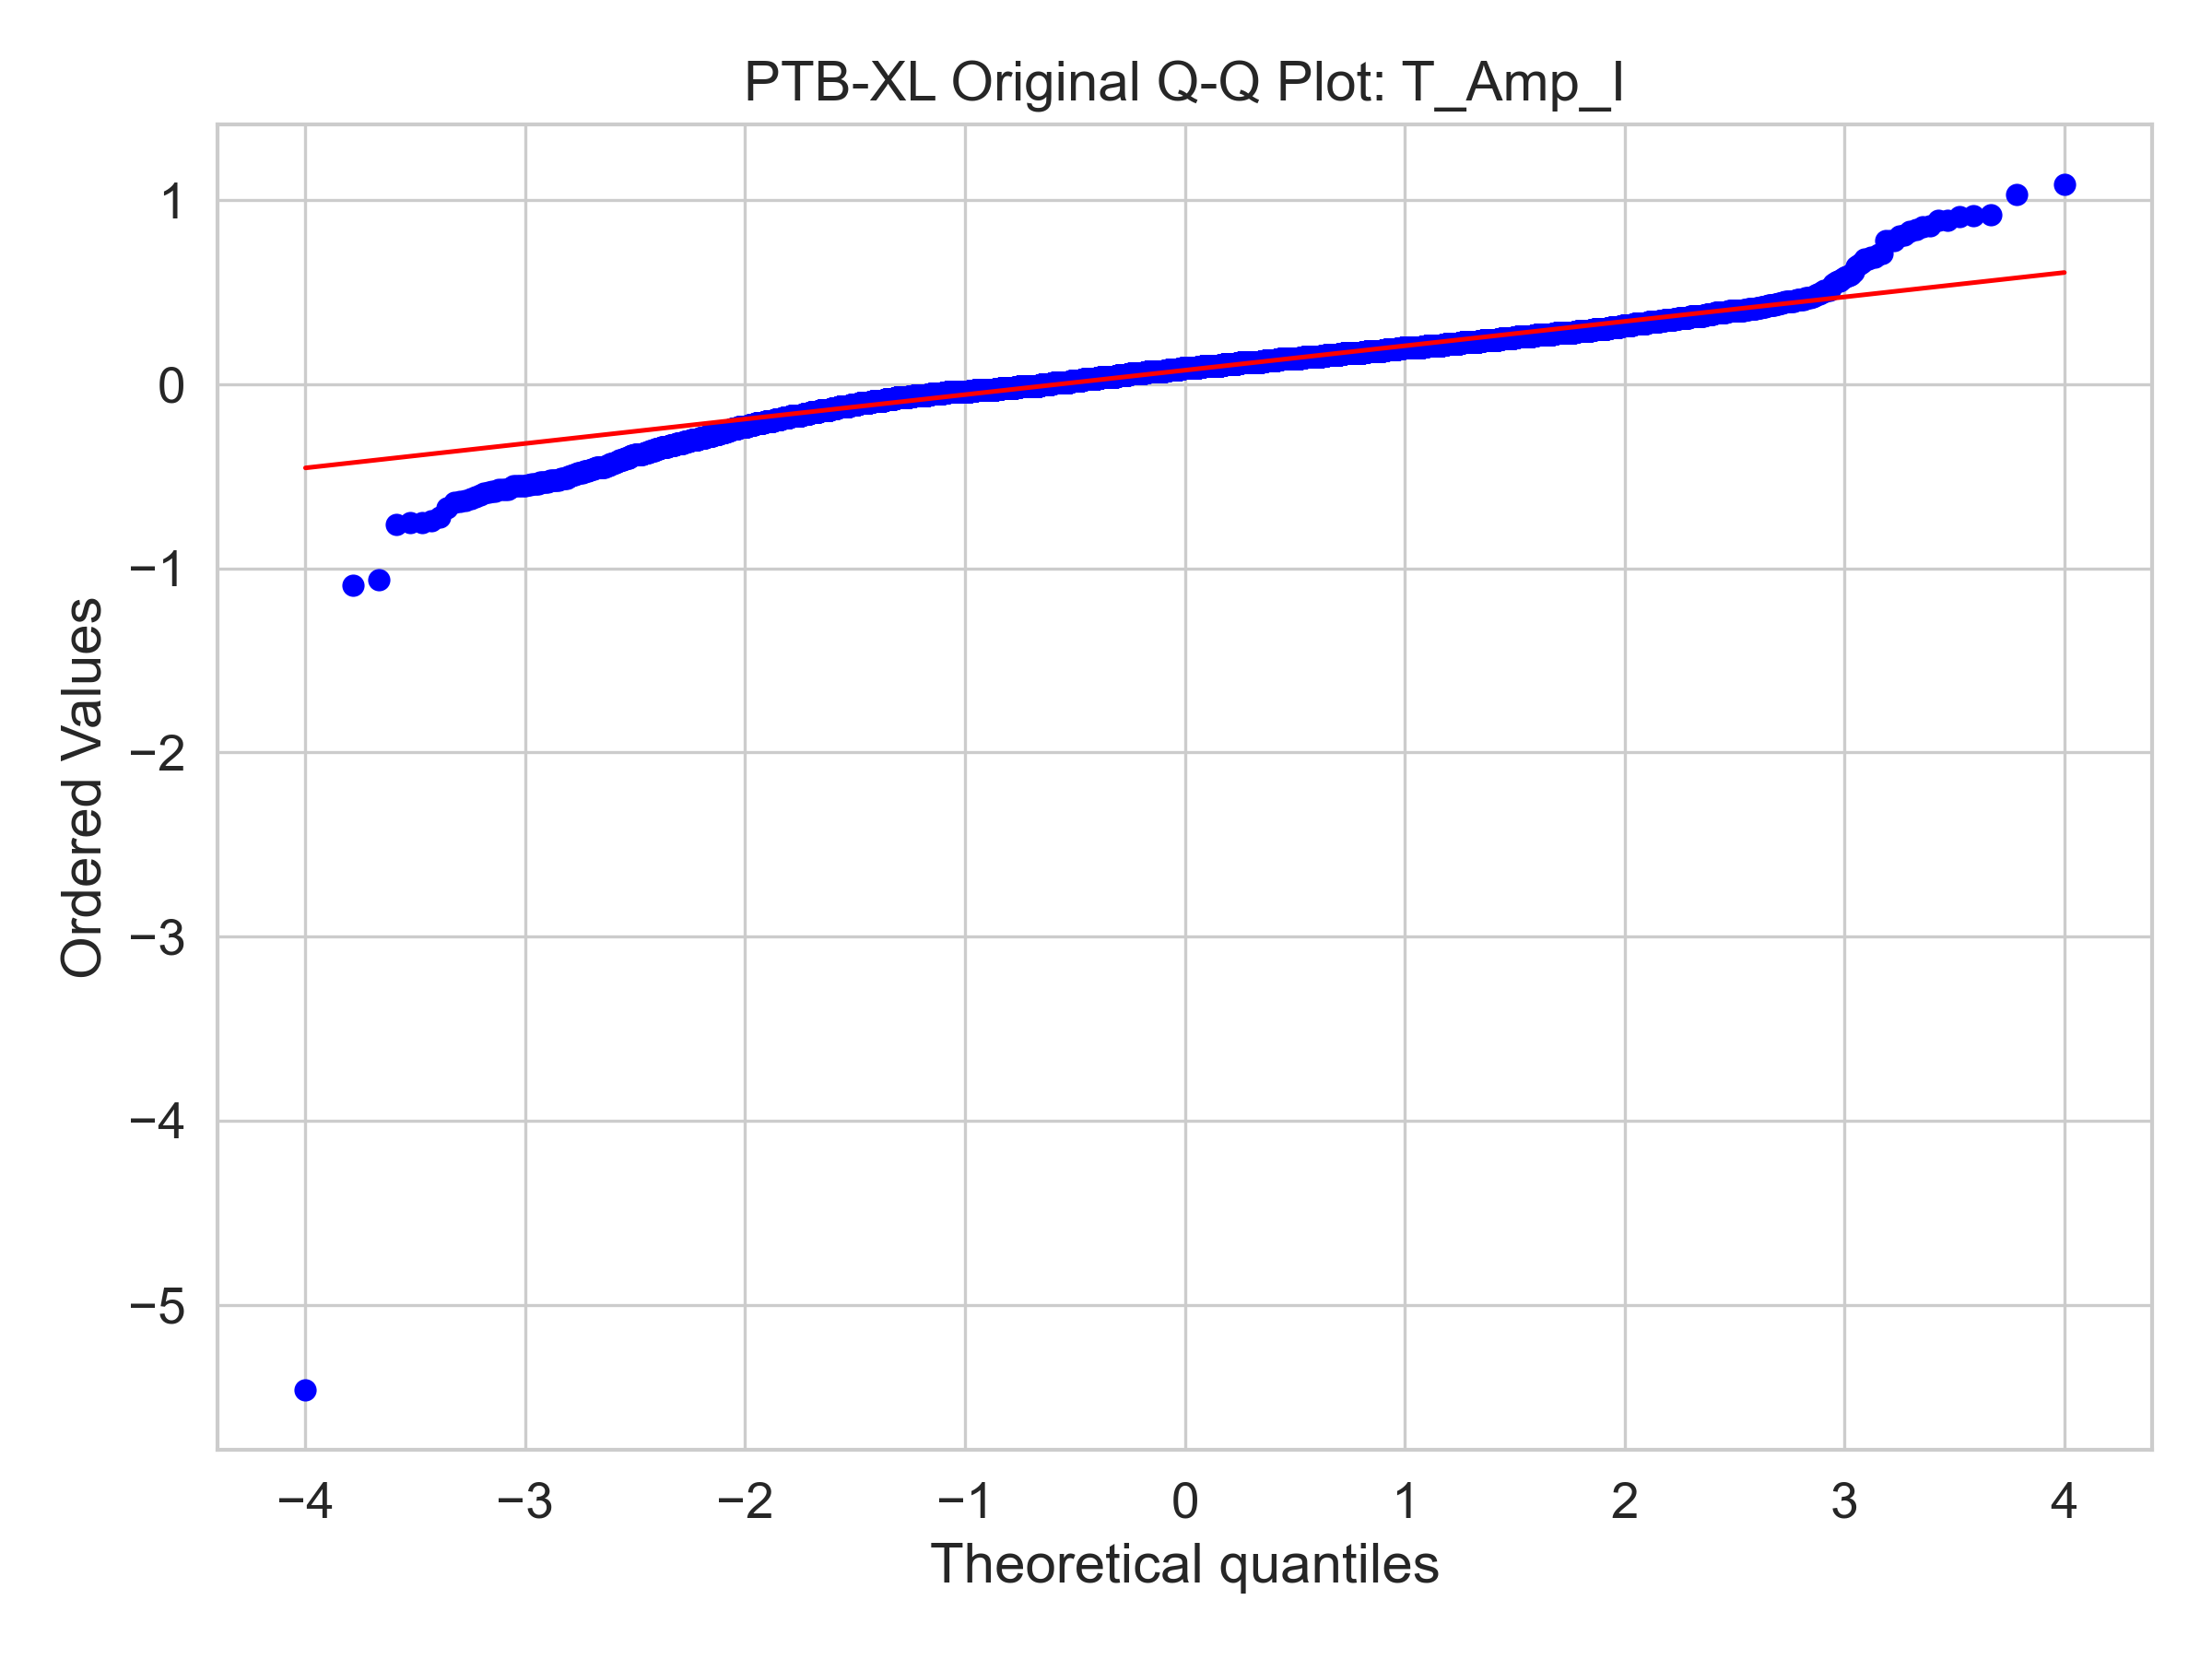 PTB-XL Original Q-Q Plot: T_Amp_I
1
0
−1
−2
−3
−4
−5
Ordered Values
−4 −3 −2 −1 0 1 2 3 4
Theoretical quantiles